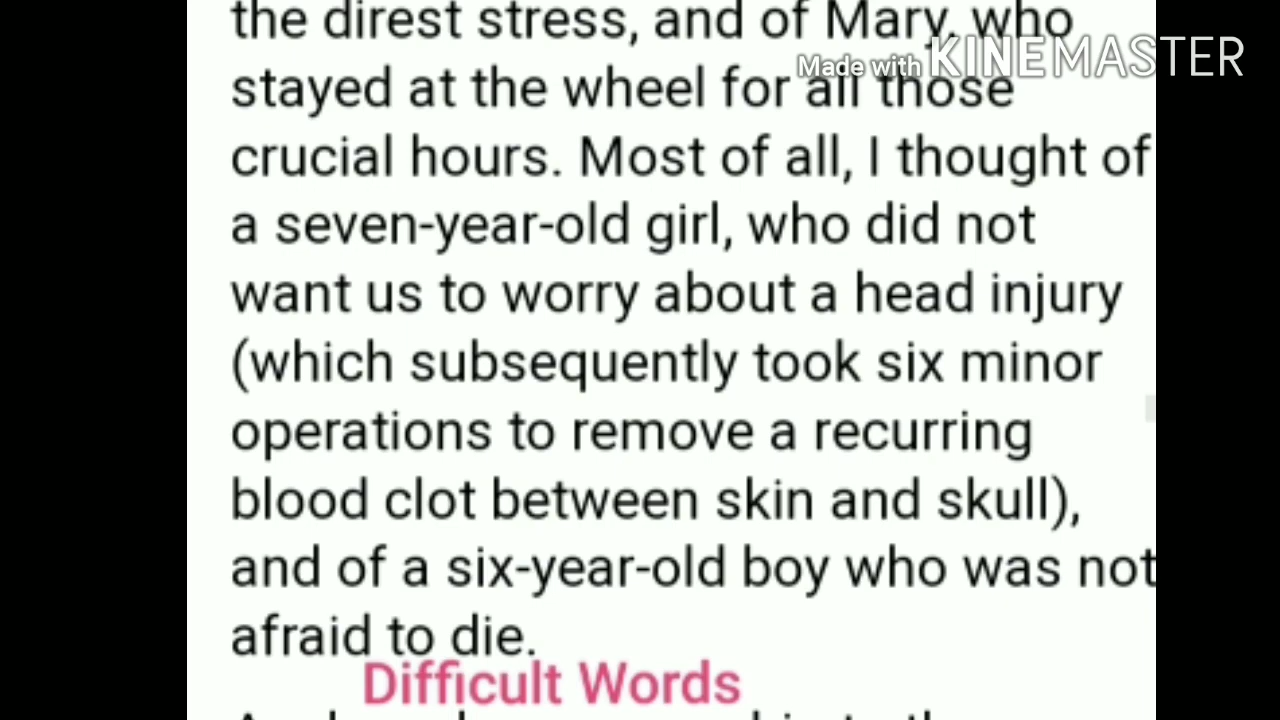 the direst stress, and of Mary, who
Made with KINEMASTER
stayed at the wheel for all those
crucial hours. Most of all, I thought of
a seven-year-old girl, who did not
want us to worry about a head injury
(which subsequently took six minor
operations to remove a recurring
blood clot between skin and skull),
and of a six-year-old boy who was not
afraid to die.
Difficult Words